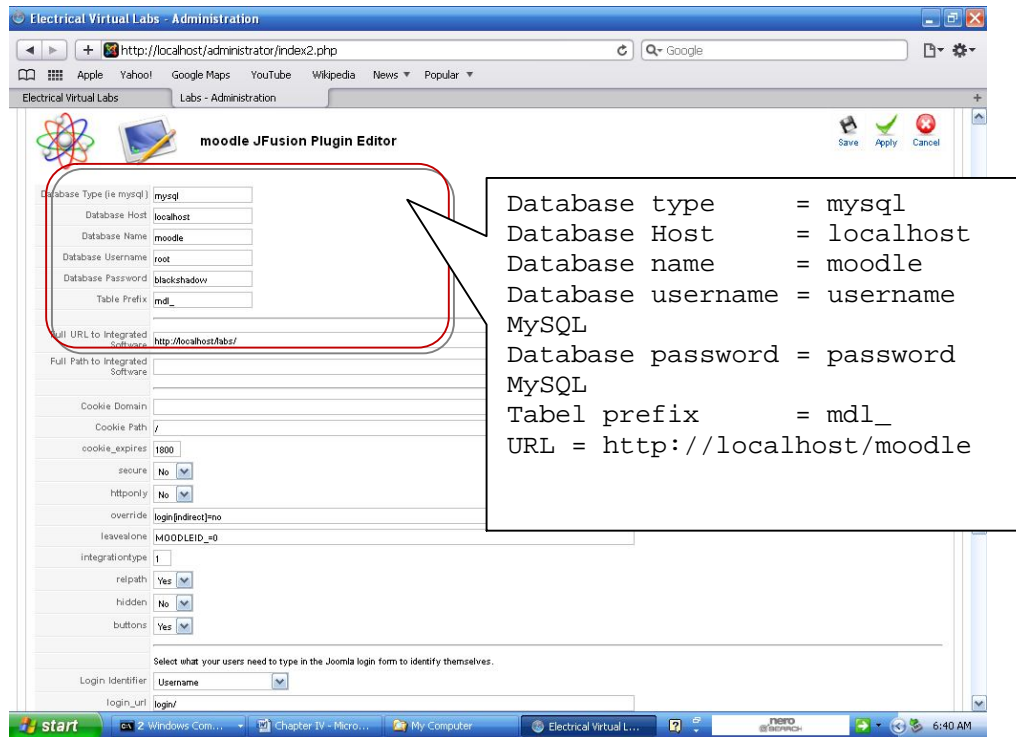 Electrical Virtual Labs - Administration
http://localhost/administrator/index2.php
Google
Apple Yahoo! Google Maps YouTube Wikipedia News Popular
Electrical Virtual Labs
Labs - Administration
moodle JFusion Plugin Editor
Save Apply Cancel
Database Type (ie mysql) mysql
Database Host localhost
Database Name moodle
Database Username root
Database Password blackshadow
Table Prefix mdl_
Full URL to Integrated
Software http://localhost/labs/
Full Path to Integrated
Software
Cookie Domain
Cookie Path /
cookie_expires 1800
secure No
httponly No
override login[indirect]=no
leavealone MOODLEID_=0
integrationtype 1
relpath Yes
hidden No
buttons Yes
Select what your users need to type in the Joomla login form to identify themselves.
Login Identifier Username
login_url login/
Database type = mysql
Database Host = localhost
Database name = moodle
Database username = username
MySQL
Database password = password
MySQL
Tabel prefix = mdl_
URL = http://localhost/moodle
start
2 Windows Com...
Chapter IV - Micro...
My Computer
Electrical Virtual L...
nero
6:40 AM